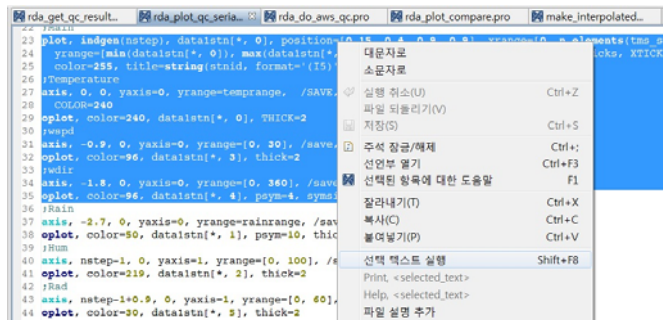 rda_get_qc_result... rda_plot_qc_seria... rda_do_aws_qc.pro rda_plot_compare.pro make_interpolated...
22 ;Main
23 plot, indgen(nstep), data1stn[*, 0], position=[0.15, 0.4, 0.9, 0.9], xrange=[0, n_elements(tms_s
24 yrange=[min(data1stn[*, 0]), max(data1stn[*, icks, XTICK
25 color=255, title=string(stnid, format='(I5)'
26 ;Temperature
27 axis, 0, 0, yaxis=0, yrange=temprange, /SAVE,
28 COLOR=240
29 oplot, color=240, data1stn[*, 0], THICK=2
30 ;wspd
31 axis, -0.9, 0, yaxis=0, yrange=[0, 30], /save,
32 oplot, color=96, data1stn[*, 3], thick=2
33 ;wdir
34 axis, -1.8, 0, yaxis=0, yrange=[0, 360], /save
35 oplot, color=96, data1stn[*, 4], psym=4, symsi
36 ;Rain
37 axis, -2.7, 0, yaxis=0, yrange=rainrange, /sav
38 oplot, color=50, data1stn[*, 1], psym=10, thic
39 ;Hum
40 axis, nstep-1, 0, yaxis=1, yrange=[0, 100], /s
41 oplot, color=219, data1stn[*, 2], thick=2
42 ;Rad
43 axis, nstep-1+0.9, 0, yaxis=1, yrange=[0, 60],
44 oplot, color=30, data1stn[*, 5], thick=2
대문자로
소문자로
실행 취소(U) Ctrl+Z
파일 되돌리기(V)
저장(S) Ctrl+S
주석 잠금/해제 Ctrl+;
선언부 열기 Ctrl+F3
선택된 항목에 대한 도움말 F1
잘라내기(T) Ctrl+X
복사(C) Ctrl+C
붙여넣기(P) Ctrl+V
선택 텍스트 실행 Shift+F8
Print, <selected_text>
Help, <selected_text>
파일 설명 추가